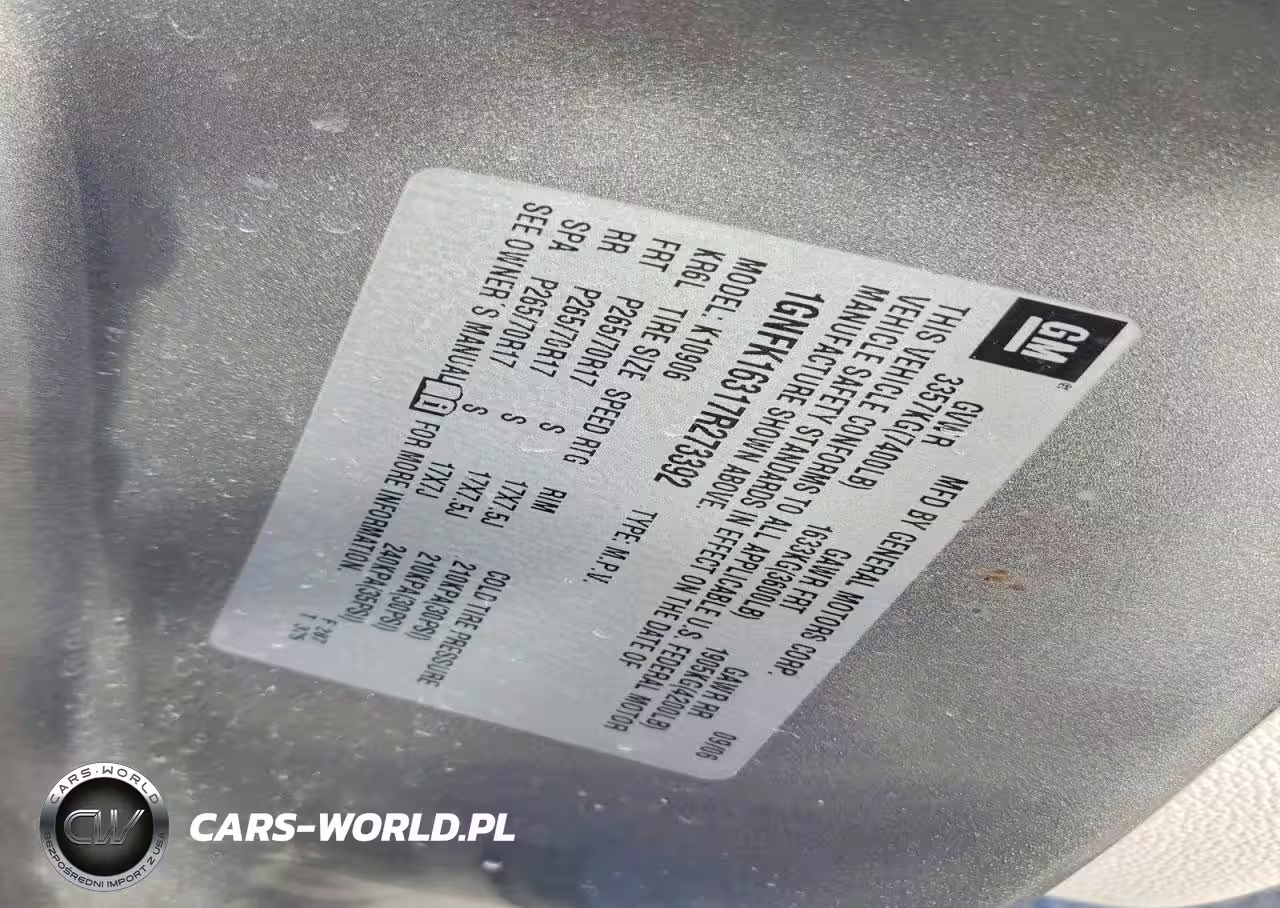 GM
MFD BY GENERAL MOTORS CORP.
09/06
GVWR GAWR FRT GAWR RR
3357KG(7400LB) 1633KG(3600LB) 1905KG(4200LB)
THIS VEHICLE CONFORMS TO ALL APPLICABLE U.S. FEDERAL MOTOR
VEHICLE SAFETY STANDARDS IN EFFECT ON THE DATE OF
MANUFACTURE SHOWN ABOVE.
1GNFK16317R273392 TYPE: M.P.V.
MODEL: K10906
KR6L TIRE SIZE SPEED RTG RIM COLD TIRE PRESSURE
FRT P265/70R17 S 17X7.5J 210KPA(30PSI)
RR P265/70R17 S 17X7.5J 210KPA(30PSI)
SPA P265/70R17 S 17X7J 240KPA(35PSI)
SEE OWNER'S MANUAL FOR MORE INFORMATION.
CARS-WORLD
CW
BEZPOŚREDNI IMPORT Z USA
CARS-WORLD.PL